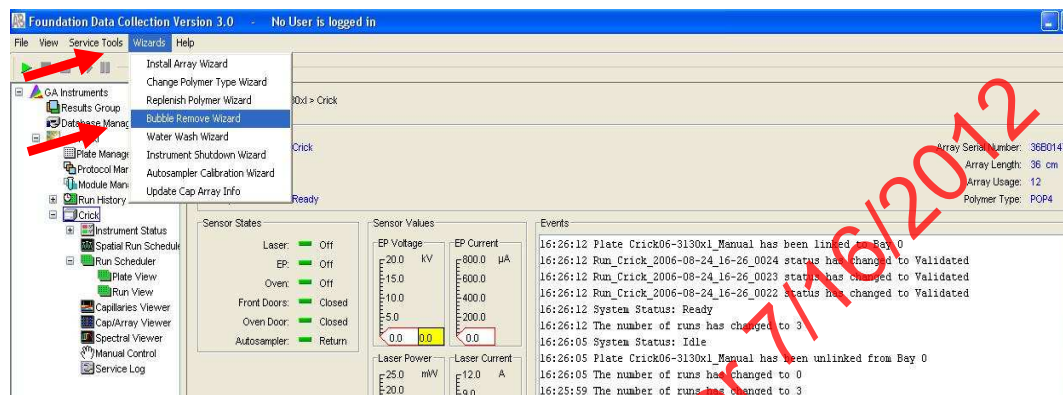 Foundation Data Collection Version 3.0 - No User is logged in
File View Service Tools Wizards Help
Install Array Wizard
Change Polymer Type Wizard
Replenish Polymer Wizard
Bubble Remove Wizard
Water Wash Wizard
Instrument Shutdown Wizard
Autosampler Calibration Wizard
Update Cap Array Info
GA Instruments
Results Group
Database Manag
Plate Manage
Protocol Mar
Module Man
Run History
Crick
Instrument Status
Spatial Run Schedule
Run Scheduler
Plate View
Run View
Capillaries Viewer
Cap/Array Viewer
Spectral Viewer
Manual Control
Service Log
> Crick
Crick
Ready
Array Serial Number: 36B014
Array Length: 36 cm
Array Usage: 12
Polymer Type: POP4
Sensor States
Laser: Off
EP: Off
Oven: Off
Front Doors: Closed
Oven Door: Closed
Autosampler: Return
Sensor Values
EP Voltage
20.0 kV
15.0
10.0
5.0
0.0 0.0
EP Current
800.0 µA
600.0
400.0
200.0
0.0
Laser Power
25.0 mW
20.0
Laser Current
12.0 A
9.0
Events
16:26:12 Plate Crick06-3130xl_Manual has been linked to Bay 0
16:26:12 Run_Crick_2006-08-24_16-26_0024 status has changed to Validated
16:26:12 Run_Crick_2006-08-24_16-26_0023 status has changed to Validated
16:26:12 Run_Crick_2006-08-24_16-26_0022 status has changed to Validated
16:26:12 System Status: Ready
16:26:12 The number of runs has changed to 3
16:26:05 System Status: Idle
16:26:05 Plate Crick06-3130xl_Manual has been unlinked from Bay 0
16:26:05 The number of runs has changed to 0
16:25:59 The number of runs has changed to 3
7/16/2012